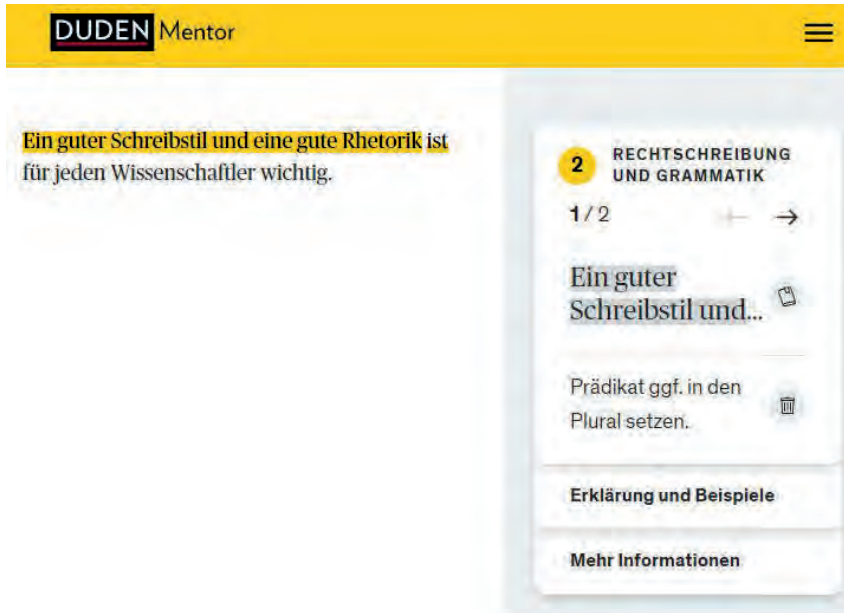 DUDEN Mentor
Ein guter Schreibstil und eine gute Rhetorik ist
für jeden Wissenschaftler wichtig.
2 RECHTSCHREIBUNG
UND GRAMMATIK
1/2
Ein guter
Schreibstil und...
Prädikat ggf. in den
Plural setzen.
Erklärung und Beispiele
Mehr Informationen